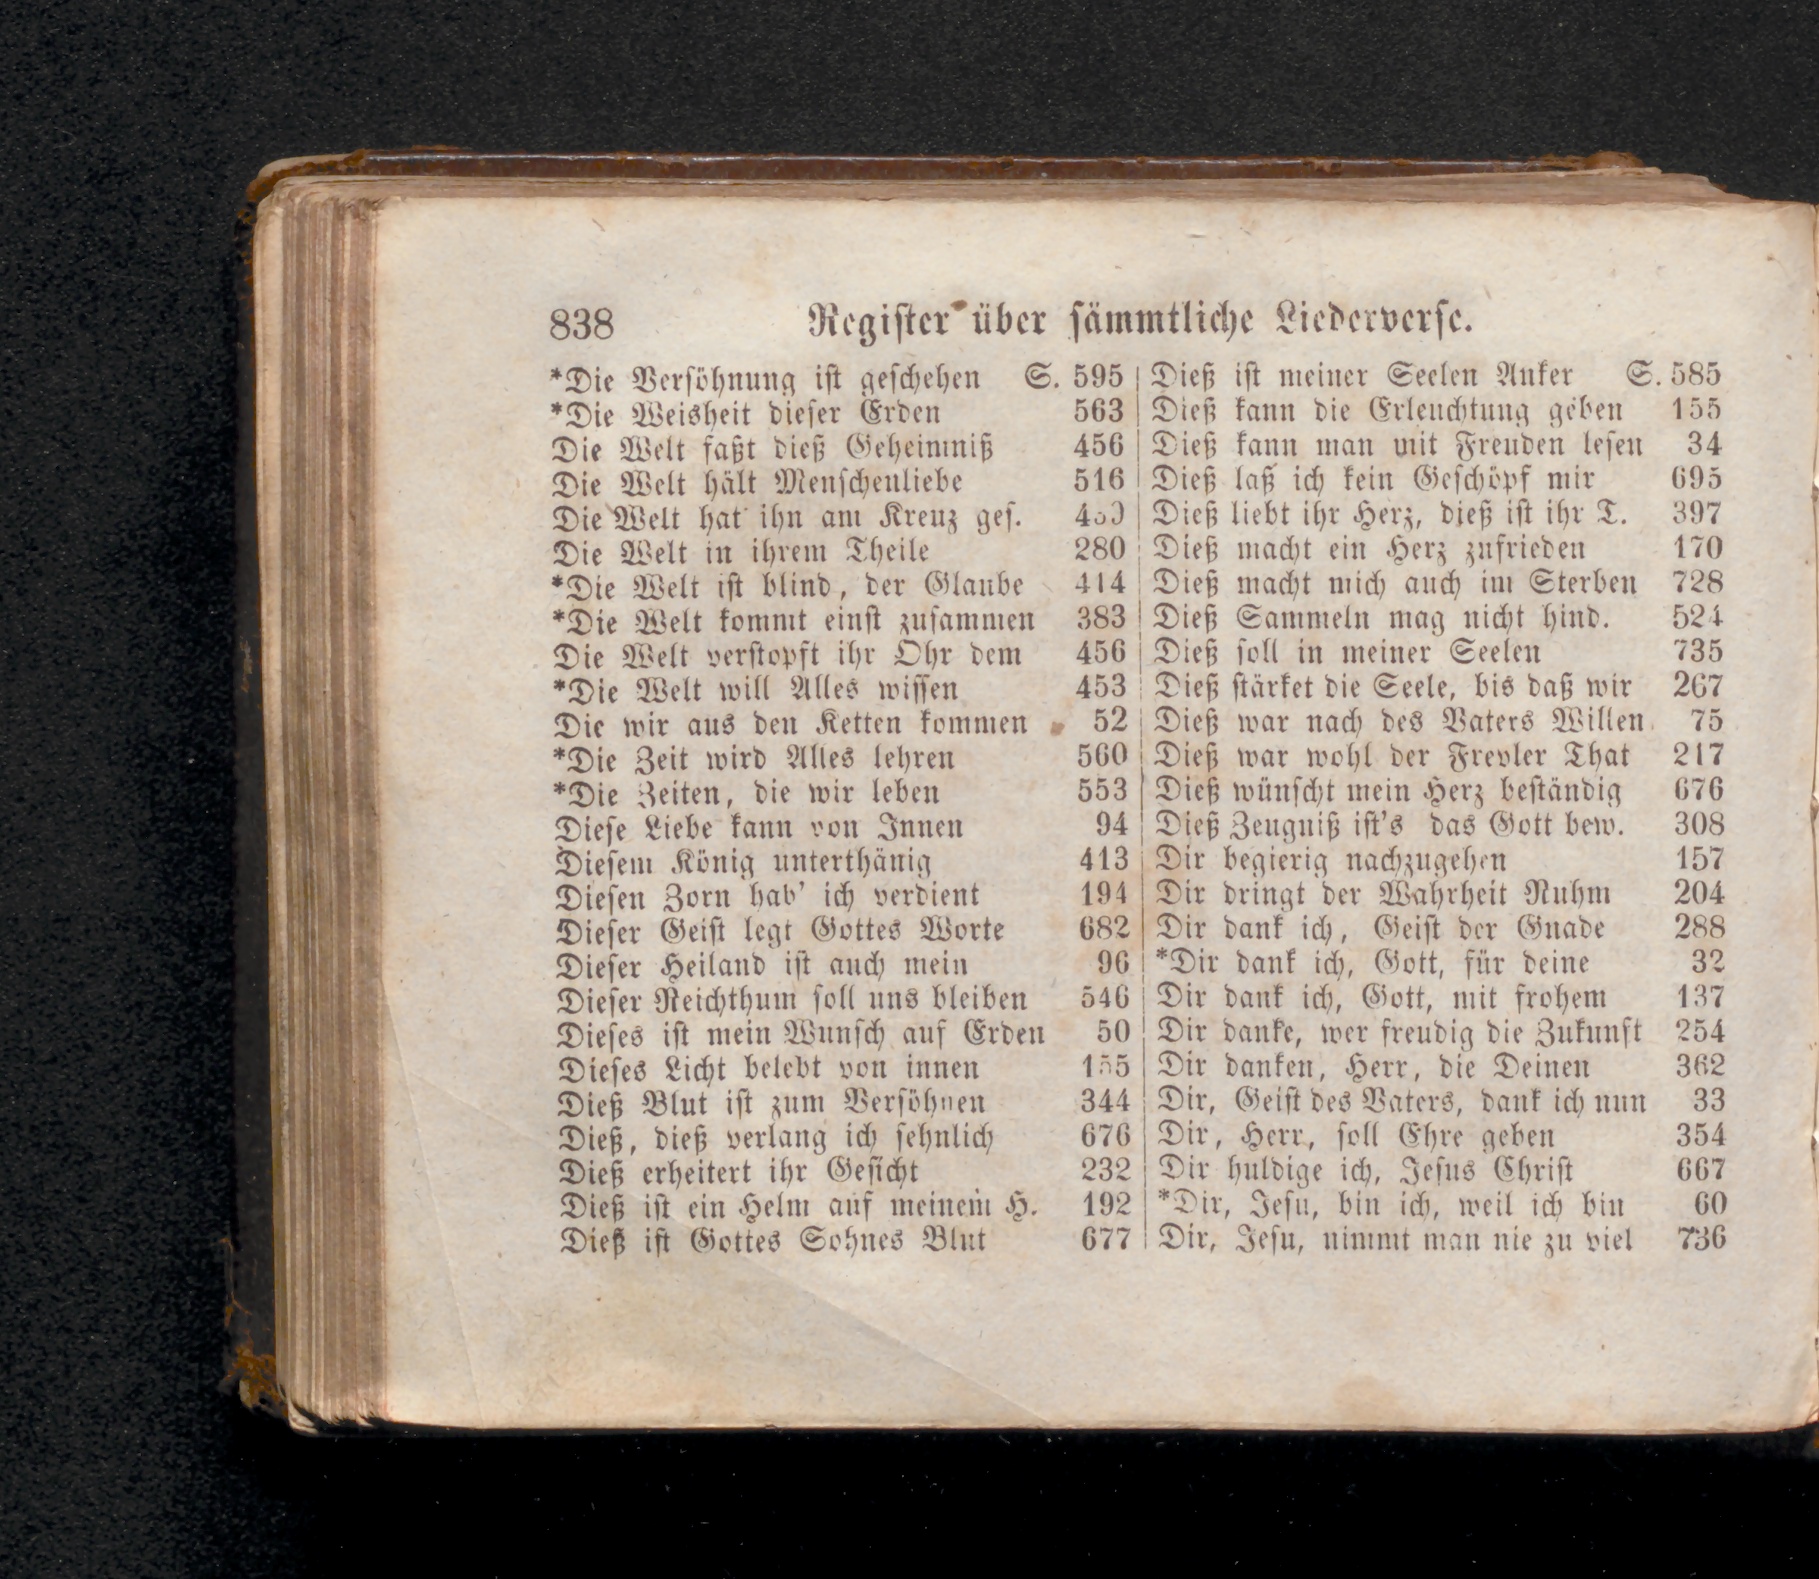 838 Register über sämmtliche Liederverse.
*Die Versöhnung ist geschehen S. 595
*Die Weisheit dieser Erden 563
Die Welt faßt dieß Geheimniß 456
Die Welt hält Menschenliebe 516
Die Welt hat ihn am Kreuz ges.
Die Welt in ihrem Theile 280
*Die Welt ist blind, der Glaube 414
*Die Welt kommt einst zusammen 383
Die Welt verstopft ihr Ohr dem 456
*Die Welt will Alles wissen 453
Die wir aus den Ketten kommen 52
*Die Zeit wird Alles lehren 560
*Die Zeiten, die wir leben 553
Diese Liebe kann von Innen 94
Diesem König unterthänig 413
Diesen Zorn hab' ich verdient 194
Dieser Geist legt Gottes Worte 682
Dieser Heiland ist auch mein 96
Dieser Reichthum soll uns bleiben 546
Dieses ist mein Wunsch auf Erden 50
Dieses Licht belebt von innen 155
Dieß Blut ist zum Versöhnen 344
Dieß, dieß verlang ich sehnlich 676
Dieß erheitert ihr Gesicht 232
Dieß ist ein Helm auf meinem H. 192
Dieß ist Gottes Sohnes Blut 677
Dieß ist meiner Seelen Anker S. 585
Dieß kann die Erleuchtung geben 155
Dieß kann man mit Freuden lesen 34
Dieß laß ich kein Geschöpf mir 695
Dieß liebt ihr Herz, dieß ist ihr T. 397
Dieß macht ein Herz zufrieden 170
Dieß macht mich auch im Sterben 728
Dieß Sammeln mag nicht hind. 524
Dieß soll in meiner Seelen 735
Dieß stärket die Seele, bis daß wir 267
Dieß war nach des Vaters Willen 75
Dieß war wohl der Frevler That 217
Dieß wünscht mein Herz beständig 676
Dieß Zeugniß ist's das Gott bew. 308
Dir begierig nachzugehen 157
Dir dringt der Wahrheit Ruhm 204
Dir dank ich, Geist der Gnade 288
*Dir dank ich, Gott, für deine 32
Dir dank ich, Gott, mit frohem 137
Dir danke, wer freudig die Zukunft 254
Dir danken, Herr, die Deinen 362
Dir, Geist des Vaters, dank ich nun 33
Dir, Herr, soll Ehre geben 354
Dir huldige ich, Jesus Christ 667
*Dir, Jesu, bin ich, weil ich bin 60
Dir, Jesu, nimmt man nie zu viel 736